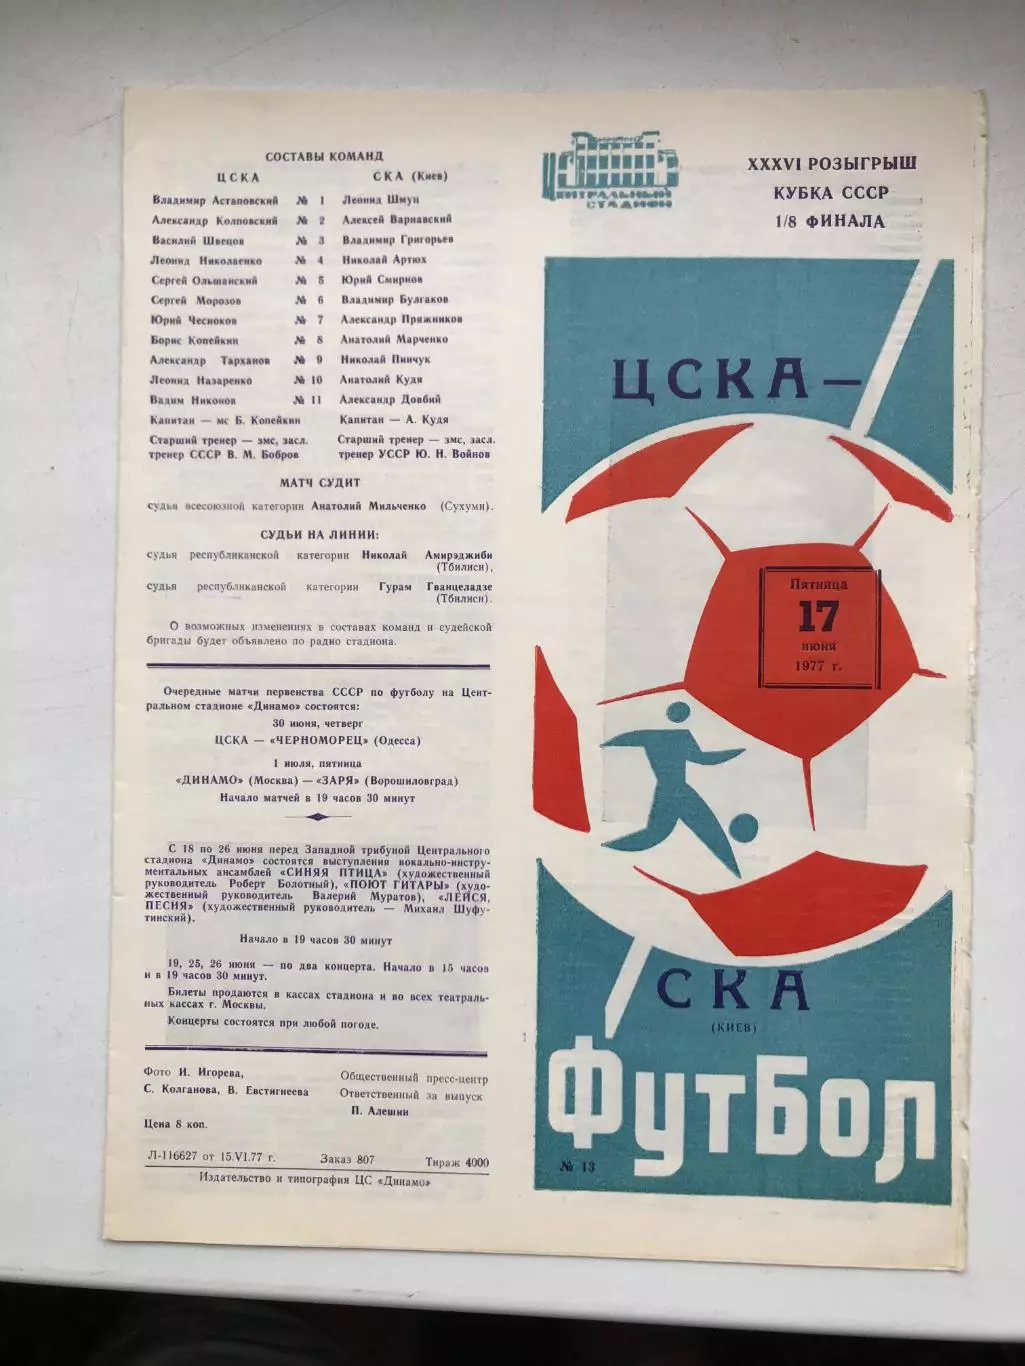 СОСТАВЫ КОМАНД
ЦСКА СКА (Киев)
Владимир Астаповский № 1 Леонид Шмуц
Александр Колповский № 2 Алексей Варнавский
Василий Швецов № 3 Владимир Григорьев
Леонид Николаенко № 4 Николай Артюх
Сергей Ольшанский № 5 Юрий Смирнов
Сергей Морозов № 6 Владимир Булгаков
Юрий Чесноков № 7 Александр Пряжников
Борис Копейкин № 8 Анатолий Марченко
Александр Тарханов № 9 Николай Пинчук
Леонид Назаренко № 10 Анатолий Кудя
Вадим Никонов № 11 Александр Довбий
Капитан — мс Б. Копейкин Капитан — А. Кудя
Старший тренер — змс, засл. Старший тренер — змс, засл.
тренер СССР В. М. Бобров тренер УССР Ю. Н. Войнов
МАТЧ СУДИТ
судья всесоюзной категории Анатолий Мильченко (Сухуми).
СУДЬИ НА ЛИНИИ:
судья республиканской категории Николай Амирэджиби
(Тбилиси),
судья республиканской категории Гурам Гванцеладзе
(Тбилиси).
О возможных изменениях в составах команд и судейской
бригады будет объявлено по радио стадиона.
Очередные матчи первенства СССР по футболу на Цент-
ральном стадионе «Динамо» состоятся:
30 июня, четверг
ЦСКА — «ЧЕРНОМОРЕЦ» (Одесса)
1 июля, пятница
«ДИНАМО» (Москва) — «ЗАРЯ» (Ворошиловград)
Начало матчей в 19 часов 30 минут
С 18 по 26 июня перед Западной трибуной Центрального
стадиона «Динамо» состоятся выступления вокально-инстру-
ментальных ансамблей «СИНЯЯ ПТИЦА» (художественный
руководитель Роберт Болотный), «ПОЮТ ГИТАРЫ» (худо-
жественный руководитель Валерий Муратов), «ЛЕЙСЯ,
ПЕСНЯ» (художественный руководитель — Михаил Шуфу-
тинский).
Начало в 19 часов 30 минут
19, 25, 26 июня — по два концерта. Начало в 15 часов
и в 19 часов 30 минут.
Билеты продаются в кассах стадиона и во всех театраль-
ных кассах г. Москвы.
Концерты состоятся при любой погоде.
Фото И. Игорева,
С. Колганова, В. Евстигнеева
Цена 8 коп.
Общественный пресс-центр
Ответственный за выпуск
П. Алешин
Л-116627 от 15.VI.77 г. Заказ 807 Тираж 4000
Издательство и типография ЦС «Динамо»
ДИНАМО
ЦЕНТРАЛЬНЫЙ
СТАДИОН
XXXVI РОЗЫГРЫШ
КУБКА СССР
1/8 ФИНАЛА
ЦСКА —
Пятница
17
июня
1977 г.
СКА
(КИЕВ)
Футбол
№ 13